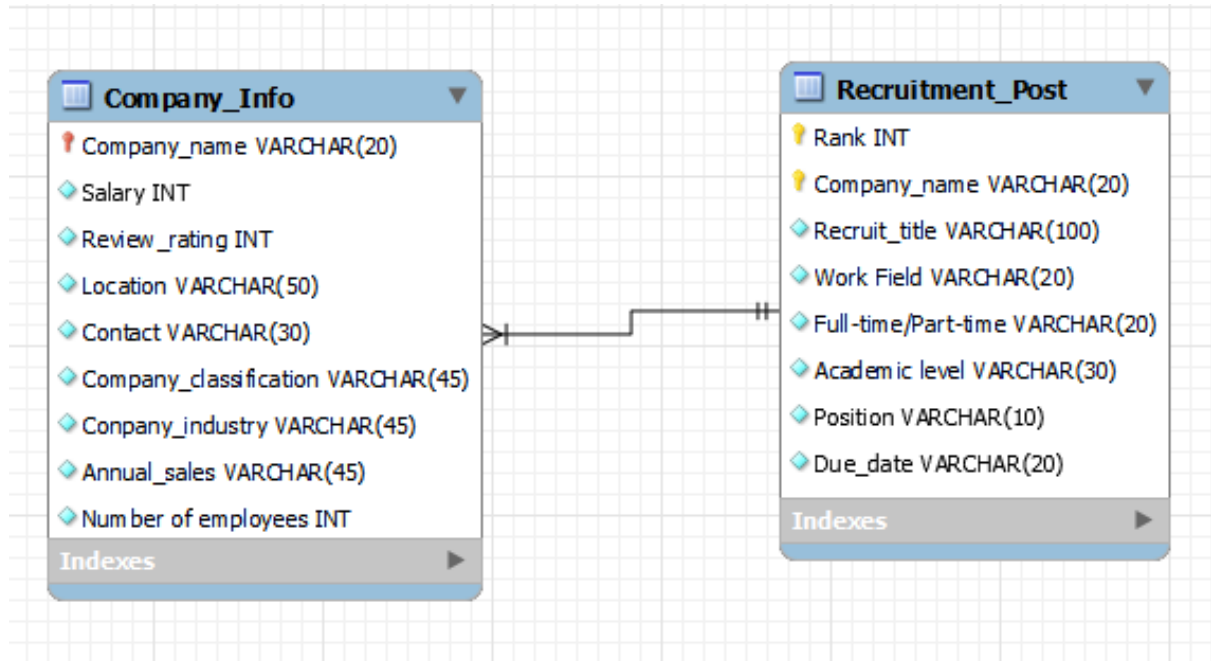 Company_Info
Company_name VARCHAR(20)
Salary INT
Review_rating INT
Location VARCHAR(50)
Contact VARCHAR(30)
Company_classification VARCHAR(45)
Conpany_industry VARCHAR(45)
Annual_sales VARCHAR(45)
Number of employees INT
Indexes
Recruitment_Post
Rank INT
Company_name VARCHAR(20)
Recruit_title VARCHAR(100)
Work Field VARCHAR(20)
Full-time/Part-time VARCHAR(20)
Academic level VARCHAR(30)
Position VARCHAR(10)
Due_date VARCHAR(20)
Indexes